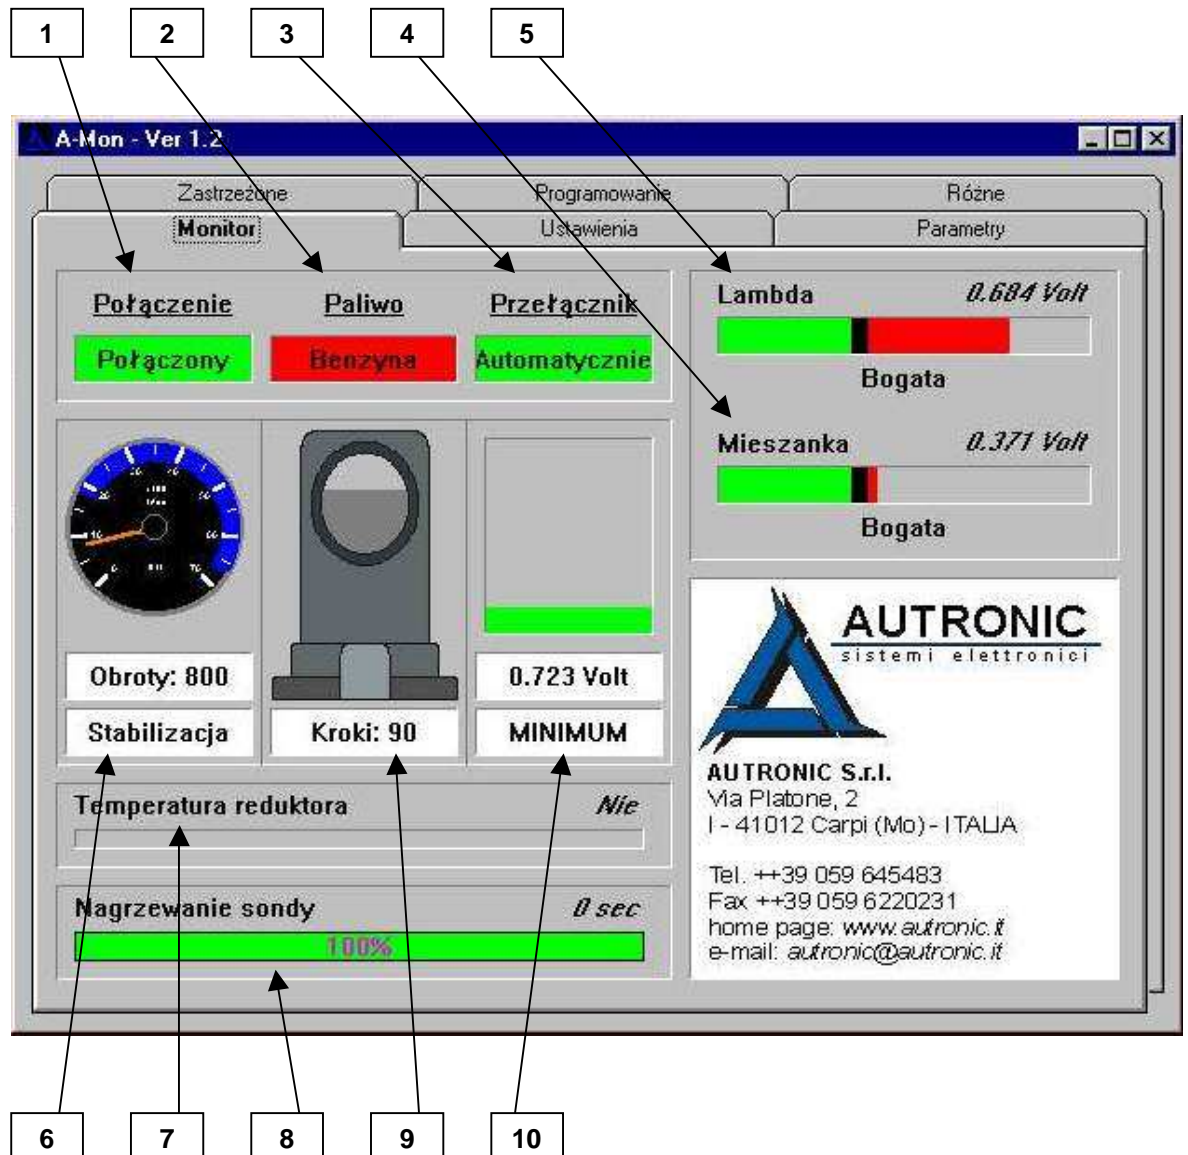 1 2 3 4 5
A-Mon - Ver 1.2
Zastrzeżone Programowanie Różne
Monitor Ustawienia Parametry
Połączenie Paliwo Przełącznik
Połączony Benzyna Automatycznie
Lambda 0.684 Volt
Bogata
Mieszanka 0.371 Volt
Bogata
Obroty: 800
Stabilizacja
Kroki: 90
0.723 Volt
MINIMUM
Temperatura reduktora Nie
Nagrzewanie sondy 0 sec
100%
AUTRONIC
sistemi elettronici
AUTRONIC S.r.l.
Via Platone, 2
I - 41012 Carpi (Mo) - ITALIA
Tel. ++39 059 645483
Fax ++39 059 6220231
home page: www.autronic.it
e-mail: autronic@autronic.it
6 7 8 9 10